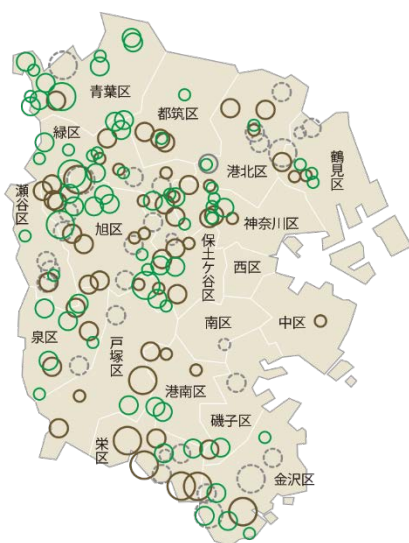 青葉区
都筑区
緑区
港北区
鶴見区
瀬谷区
旭区
神奈川区
保土ケ谷区
西区
南区
中区
泉区
戸塚区
港南区
磯子区
栄区
金沢区